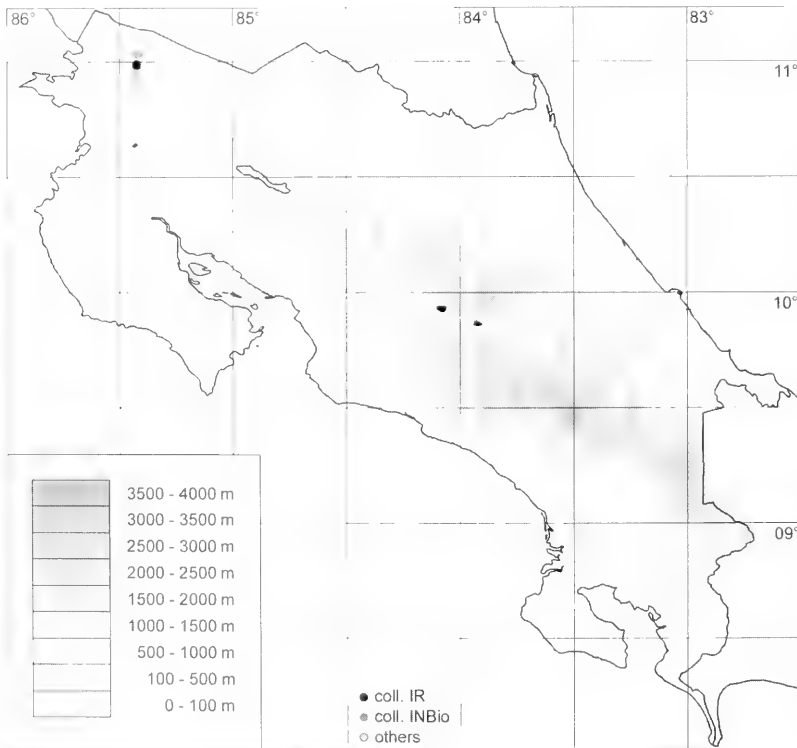 86° 85° 84° 83°
11°
10°
09°
3500 - 4000 m
3000 - 3500 m
2500 - 3000 m
2000 - 2500 m
1500 - 2000 m
1000 - 1500 m
500 - 1000 m
100 - 500 m
0 - 100 m
coll. IR
coll. INBio
others